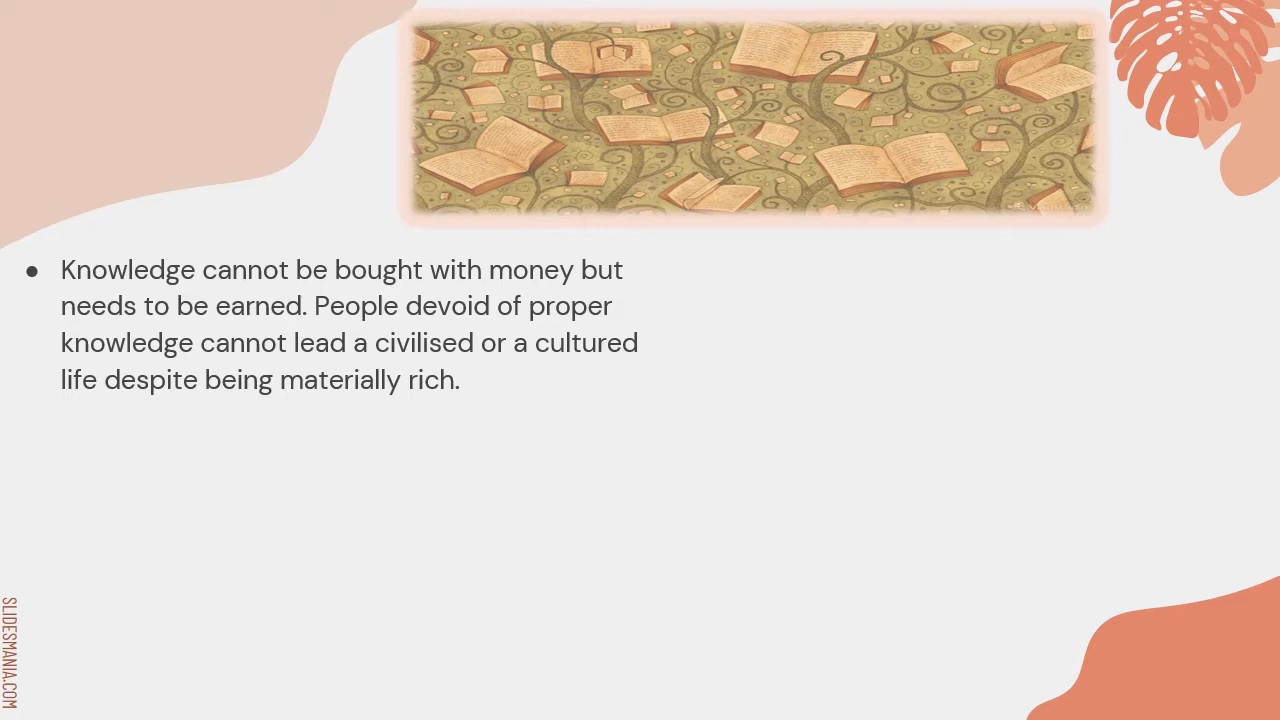 ● Knowledge cannot be bought with money but
needs to be earned. People devoid of proper
knowledge cannot lead a civilised or a cultured
life despite being materially rich.
SLIDESMANIA.COM